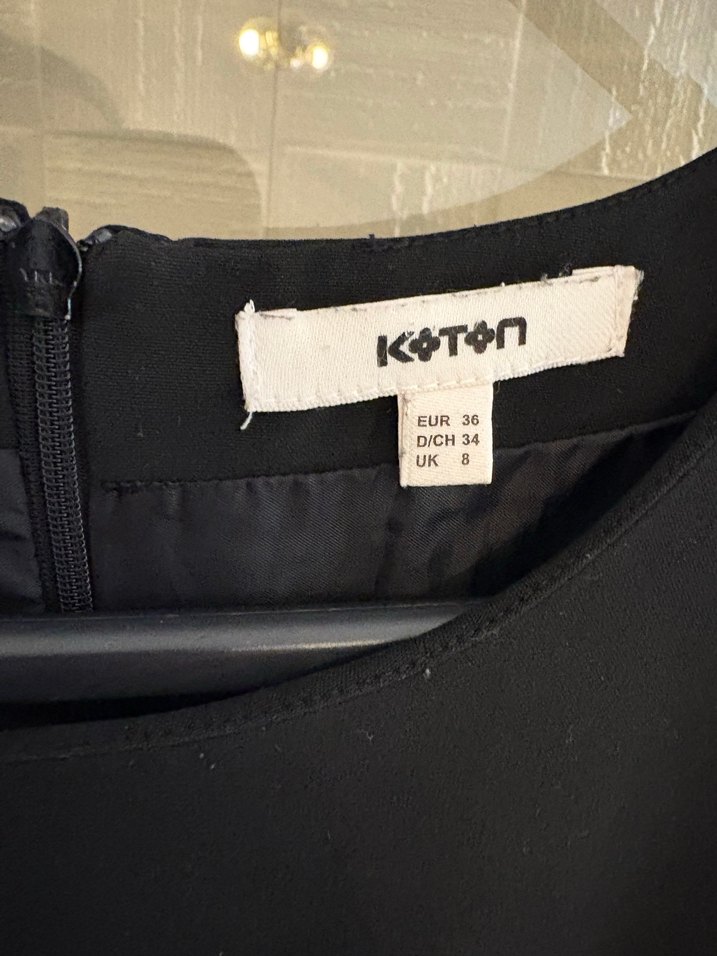 KOTON
EUR 36
D/CH 34
UK 8